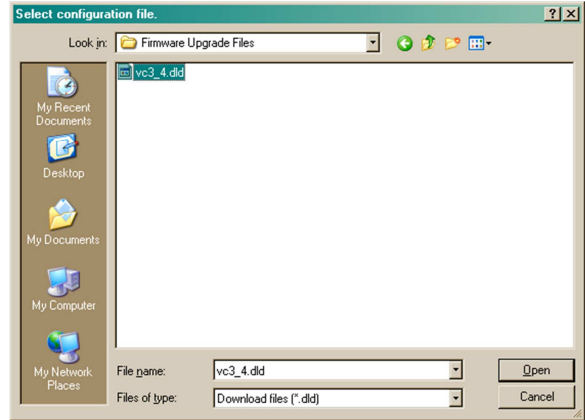 Select configuration file.
Look in: Firmware Upgrade Files
vc3_4.dld
My Recent
Documents
Desktop
My Documents
My Computer
My Network
Places
File name: vc3_4.dld Open
Files of type: Download files (*.dld) Cancel